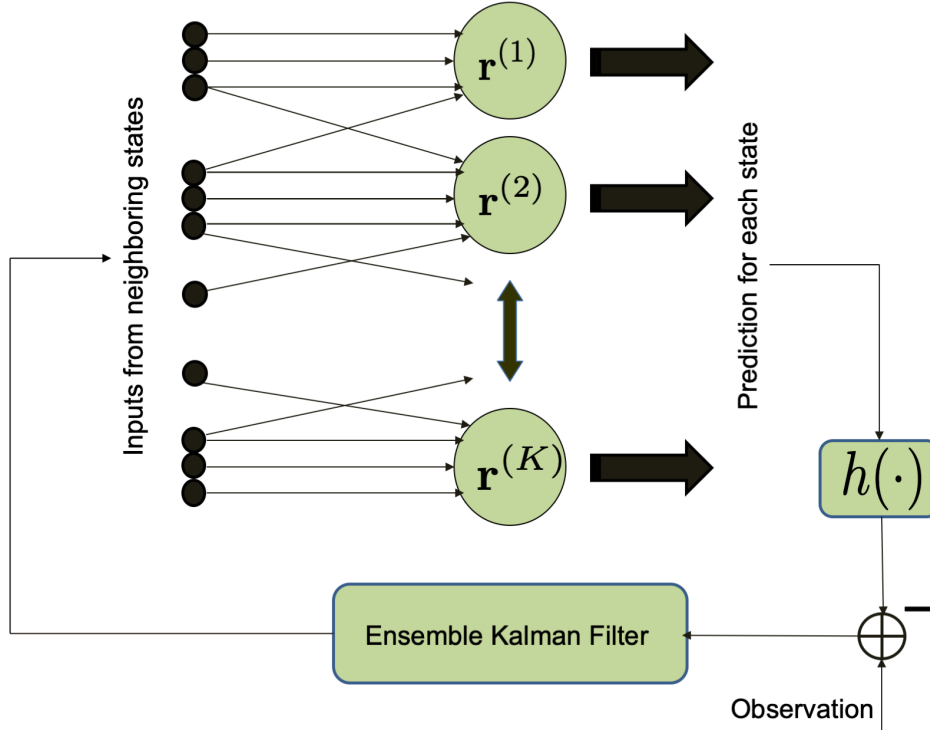 Inputs from neighboring states
r^(1)
r^(2)
r^(K)
Prediction for each state
h(·)
−
Ensemble Kalman Filter
Observation